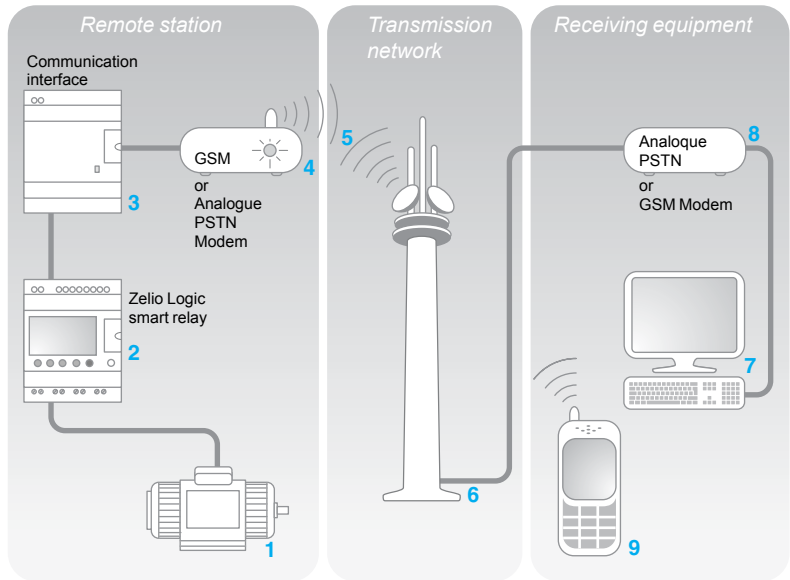 Remote station
Communication
interface
3
GSM
4
or
Analogue
PSTN
Modem
5
Zelio Logic
smart relay
2
1
Transmission
network
6
Receiving equipment
Analoque
PSTN
8
or
GSM Modem
7
9